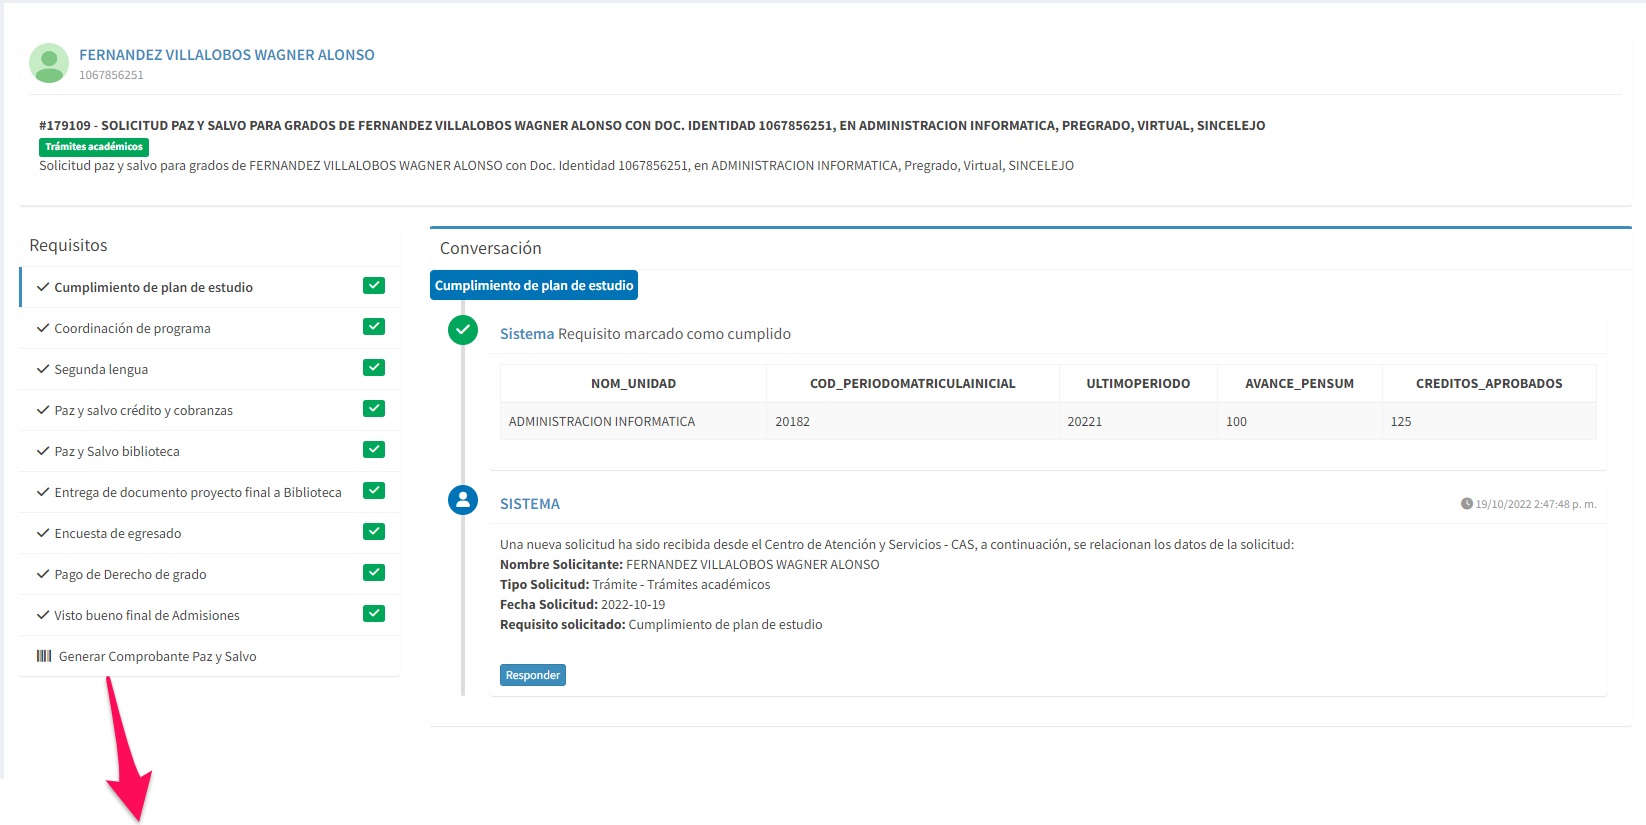 FERNANDEZ VILLALOBOS WAGNER ALONSO
1067856251
#179109 - SOLICITUD PAZ Y SALVO PARA GRADOS DE FERNANDEZ VILLALOBOS WAGNER ALONSO CON DOC. IDENTIDAD 1067856251, EN ADMINISTRACION INFORMATICA, PREGRADO, VIRTUAL, SINCELEJO
Trámites académicos
Solicitud paz y salvo para grados de FERNANDEZ VILLALOBOS WAGNER ALONSO con Doc. Identidad 1067856251, en ADMINISTRACION INFORMATICA, Pregrado, Virtual, SINCELEJO
Requisitos
Cumplimiento de plan de estudio
Coordinación de programa
Segunda lengua
Paz y salvo crédito y cobranzas
Paz y Salvo biblioteca
Entrega de documento proyecto final a Biblioteca
Encuesta de egresado
Pago de Derecho de grado
Visto bueno final de Admisiones
Generar Comprobante Paz y Salvo
Conversación
Cumplimiento de plan de estudio
Sistema Requisito marcado como cumplido
NOM_UNIDAD COD_PERIODOMATRICULAINICIAL ULTIMOPERIODO AVANCE_PENSUM CREDITOS_APROBADOS
ADMINISTRACION INFORMATICA 20182 20221 100 125
SISTEMA 19/10/2022 2:47:48 p. m.
Una nueva solicitud ha sido recibida desde el Centro de Atención y Servicios - CAS, a continuación, se relacionan los datos de la solicitud:
Nombre Solicitante: FERNANDEZ VILLALOBOS WAGNER ALONSO
Tipo Solicitud: Trámite - Trámites académicos
Fecha Solicitud: 2022-10-19
Requisito solicitado: Cumplimiento de plan de estudio
Responder